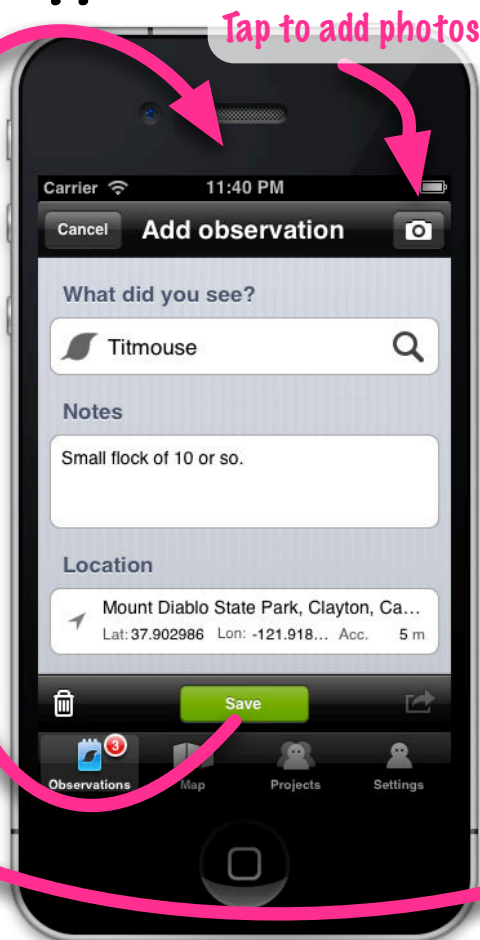 Tap to add photos
Carrier 11:40 PM
Cancel Add observation
What did you see?
Titmouse
Notes
Small flock of 10 or so.
Location
Mount Diablo State Park, Clayton, Ca...
Lat: 37.902986 Lon: -121.918... Acc. 5 m
Save
3
Observations Map Projects Settings